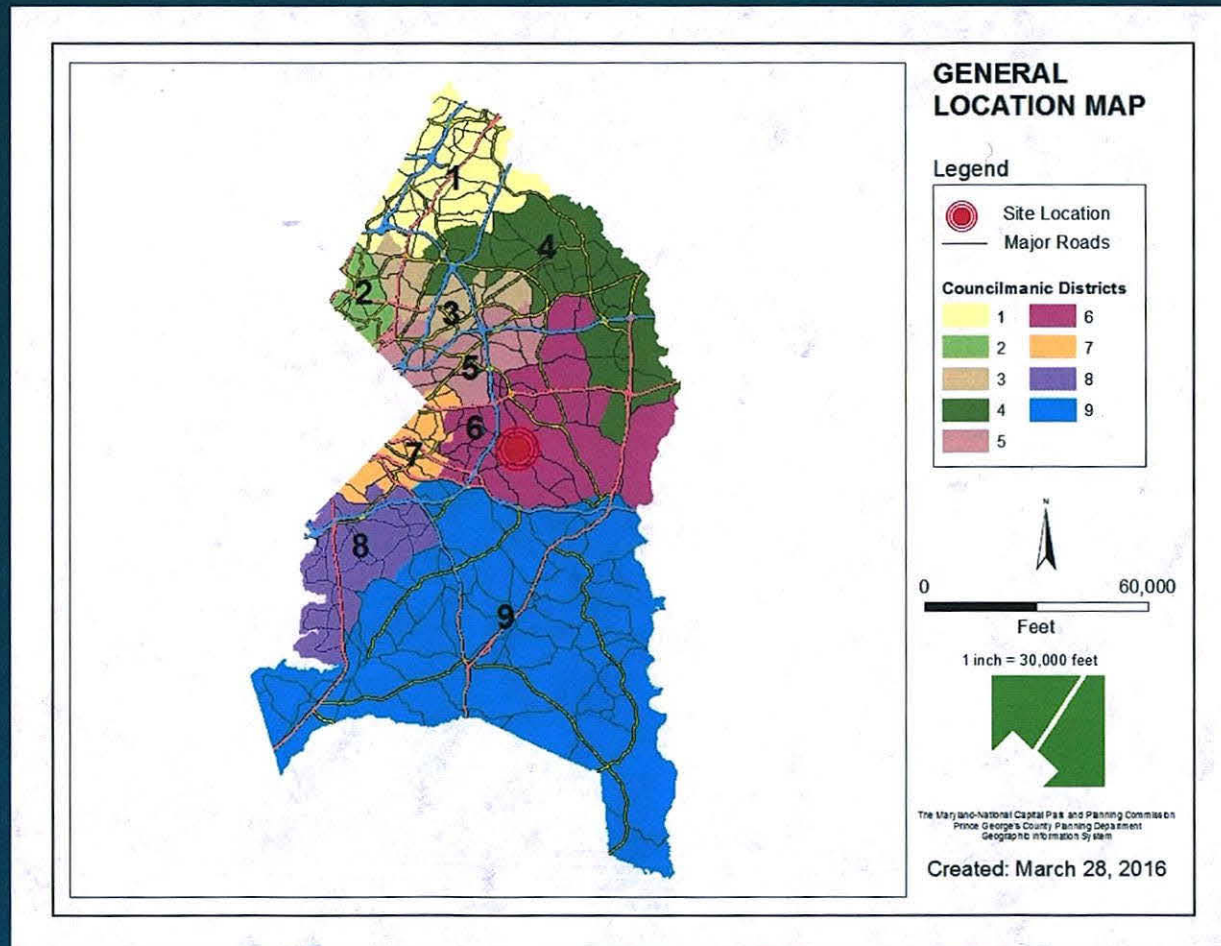 GENERAL
LOCATION MAP
Legend
Site Location
Major Roads
Councilmanic Districts
1 6
2 7
3 8
4 9
5
N
0 60,000
Feet
1 inch = 30,000 feet
The Maryland-National Capital Park and Planning Commission
Prince George's County Planning Department
Geographic Information System
Created: March 28, 2016
1
4
2
3
5
6
7
8
9